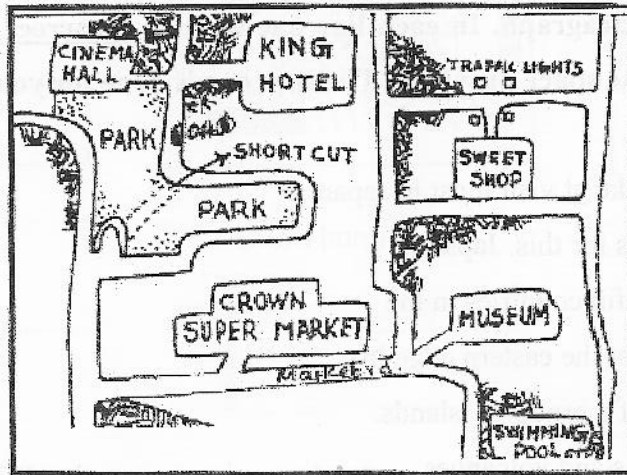 CINEMA
HALL
KING
HOTEL
TRAFFIC LIGHTS
PARK
SHORT CUT
SWEET
SHOP
PARK
CROWN
SUPER MARKET
MUSEUM
Market rd
SWIMMING
POOL